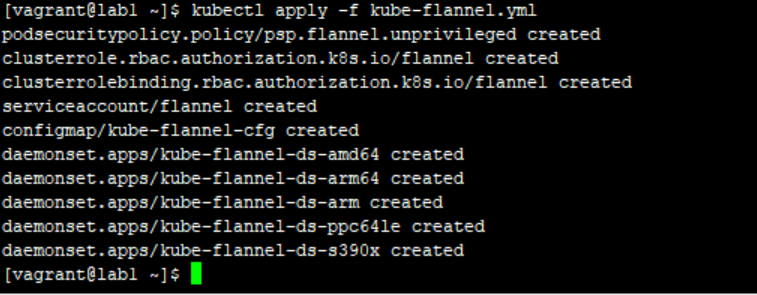 [vagrant@lab1 ~]$ kubectl apply -f kube-flannel.yml
podsecuritypolicy.policy/psp.flannel.unprivileged created
clusterrole.rbac.authorization.k8s.io/flannel created
clusterrolebinding.rbac.authorization.k8s.io/flannel created
serviceaccount/flannel created
configmap/kube-flannel-cfg created
daemonset.apps/kube-flannel-ds-amd64 created
daemonset.apps/kube-flannel-ds-arm64 created
daemonset.apps/kube-flannel-ds-arm created
daemonset.apps/kube-flannel-ds-ppc64le created
daemonset.apps/kube-flannel-ds-s390x created
[vagrant@lab1 ~]$